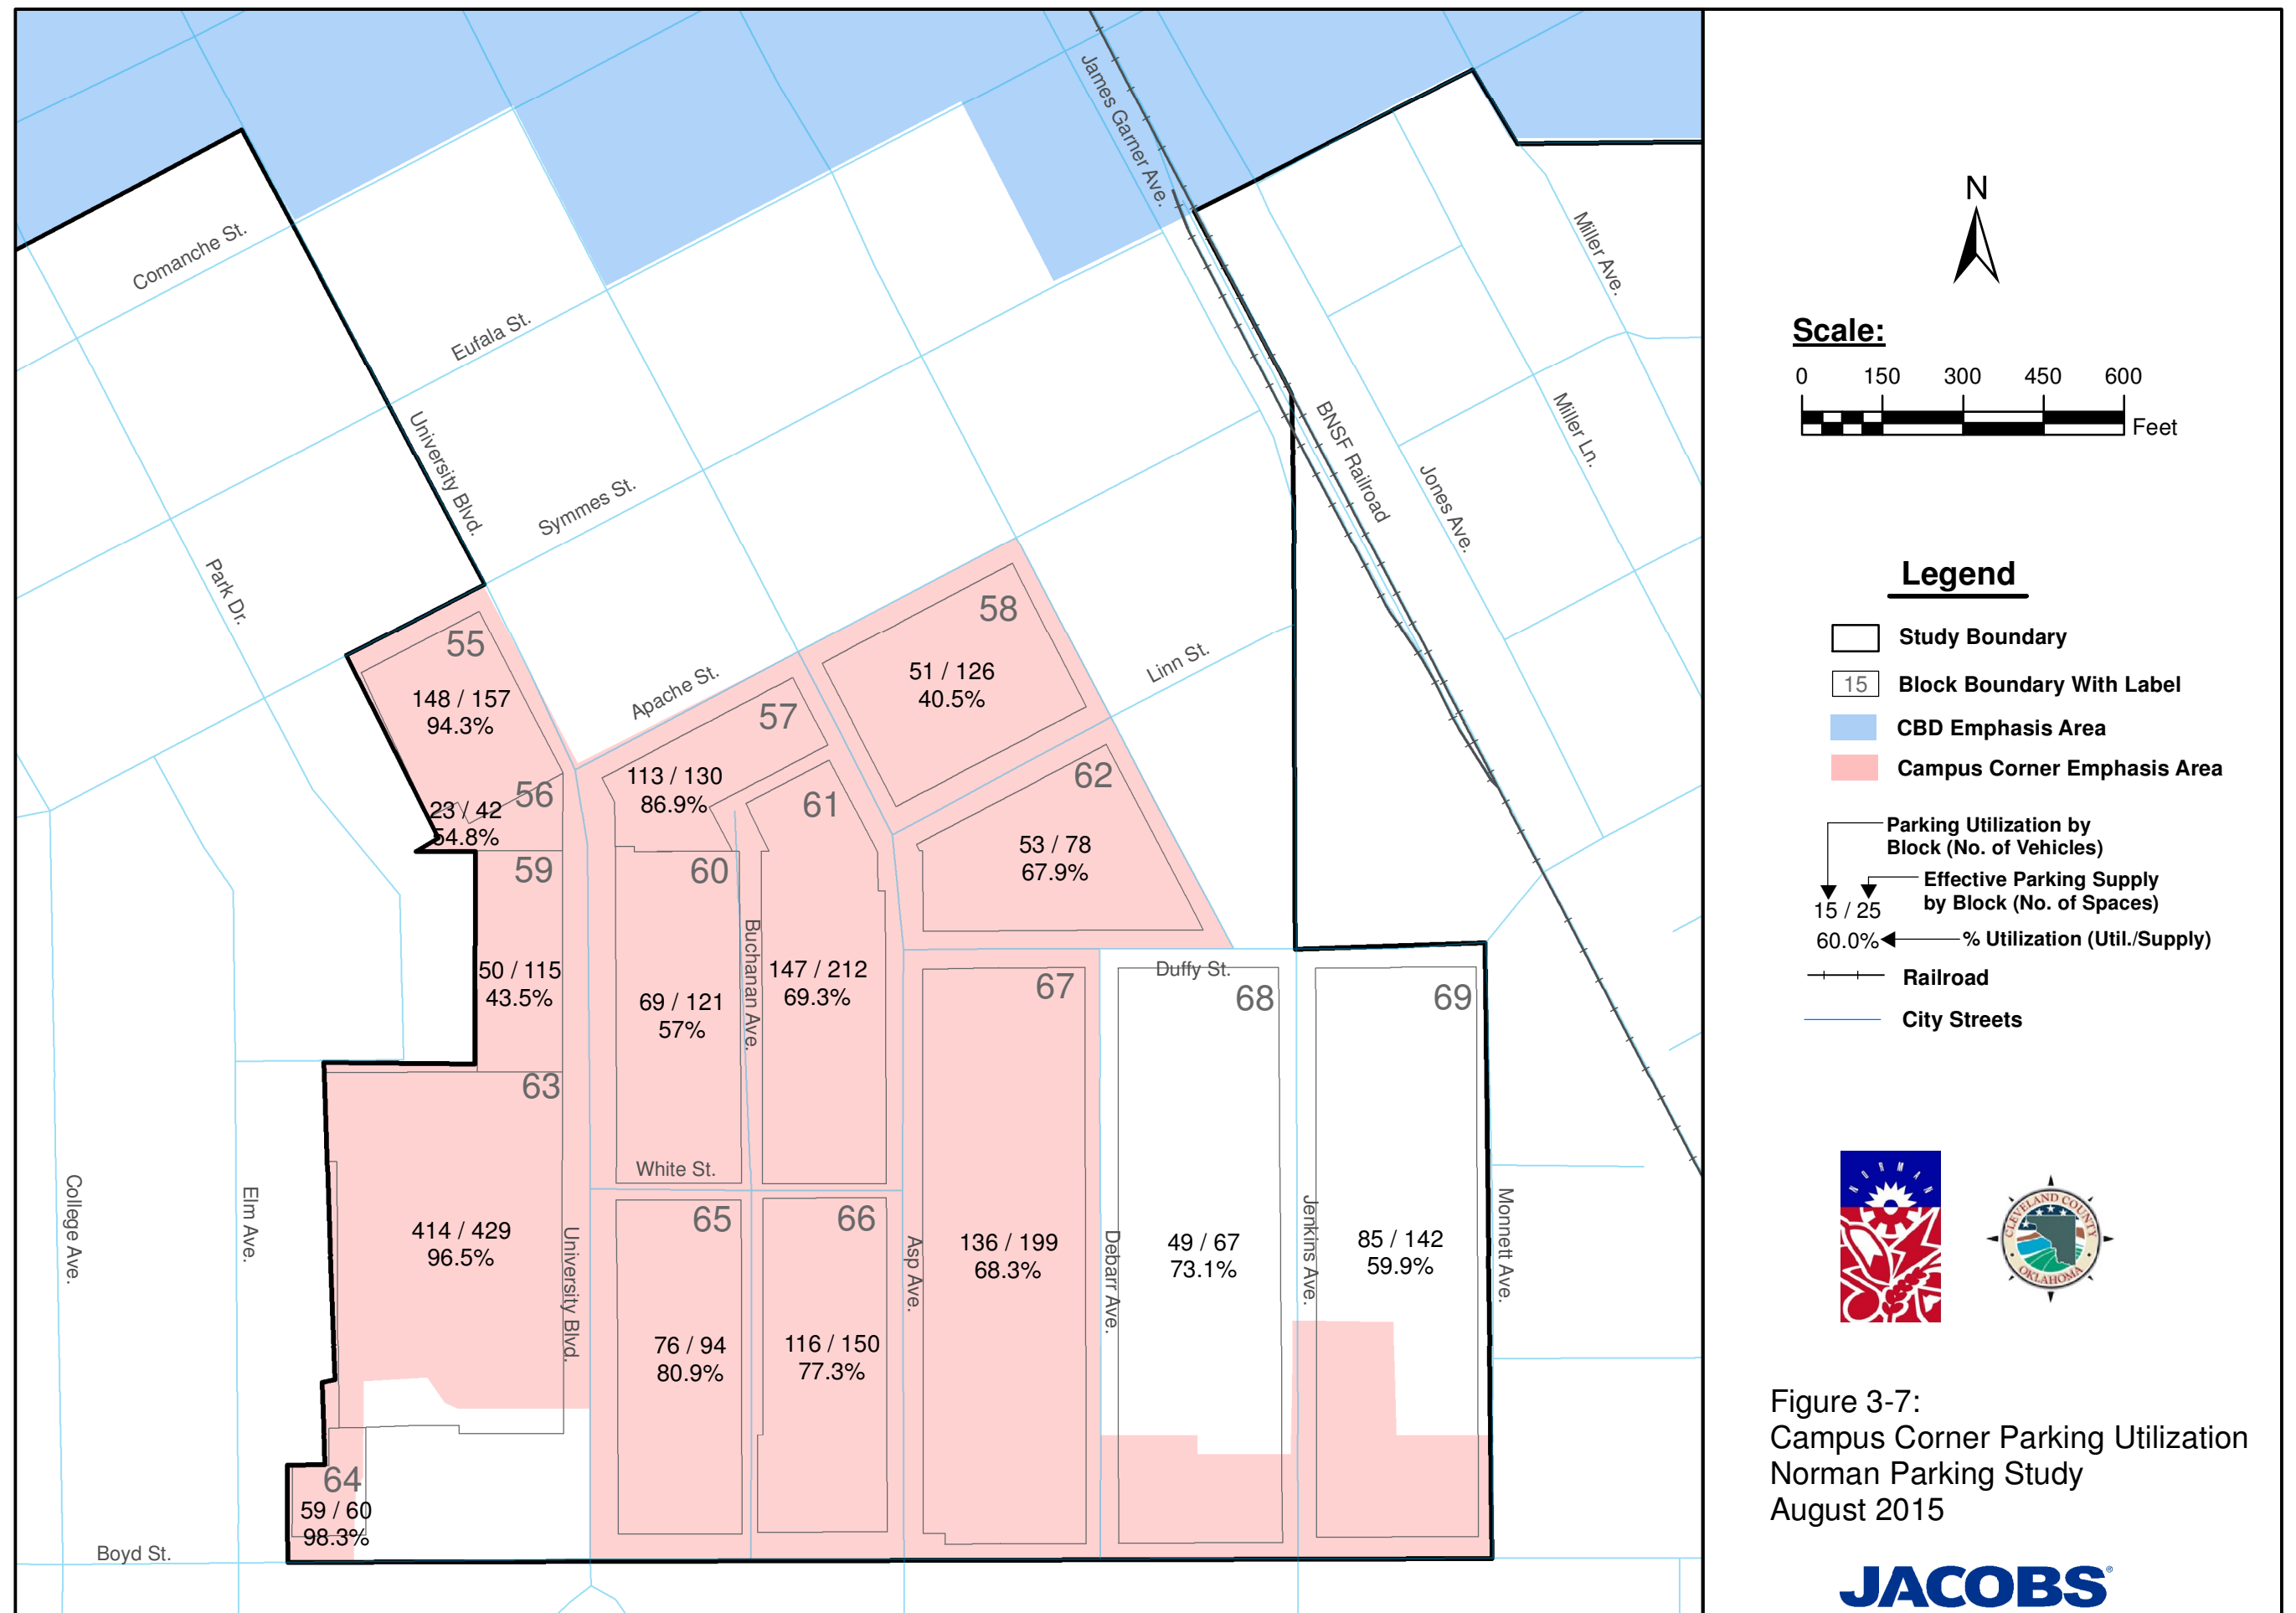 James Garner Ave.
Miller Ave.
Comanche St.
Eufala St.
University Blvd.
BNSF Railroad
Miller Ln.
Jones Ave.
Symmes St.
Park Dr.
Apache St.
Linn St.
55
148 / 157
94.3%
56
23 / 42
54.8%
57
113 / 130
86.9%
58
51 / 126
40.5%
59
50 / 115
43.5%
60
69 / 121
57%
Buchanan Ave.
61
147 / 212
69.3%
62
53 / 78
67.9%
Duffy St.
63
414 / 429
96.5%
White St.
64
59 / 60
98.3%
65
76 / 94
80.9%
66
116 / 150
77.3%
67
136 / 199
68.3%
68
49 / 67
73.1%
69
85 / 142
59.9%
College Ave.
Elm Ave.
University Blvd.
Asp Ave.
Debarr Ave.
Jenkins Ave.
Monnett Ave.
Boyd St.
N
Scale:
0 150 300 450 600
Feet
Legend
Study Boundary
15 Block Boundary With Label
CBD Emphasis Area
Campus Corner Emphasis Area
Parking Utilization by
Block (No. of Vehicles)
Effective Parking Supply
by Block (No. of Spaces)
15 / 25
60.0% % Utilization (Util./Supply)
Railroad
City Streets
NORMAN
CLEVELAND COUNTY
OKLAHOMA
Figure 3-7:
Campus Corner Parking Utilization
Norman Parking Study
August 2015
JACOBS®